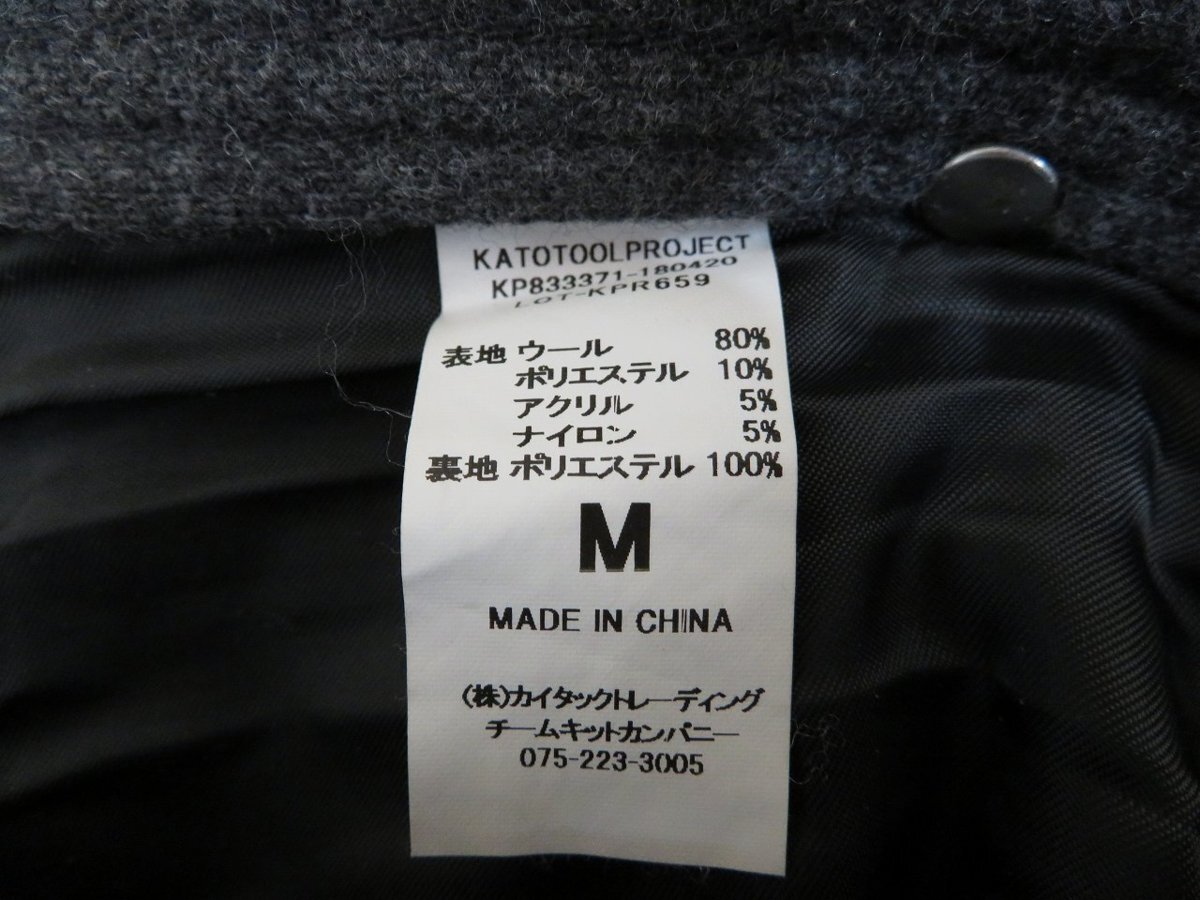 KATOTOOLPROJECT
KP833371-180420
LOT-KPR659
表地 ウール 80%
ポリエステル 10%
アクリル 5%
ナイロン 5%
裏地 ポリエステル 100%
M
MADE IN CHINA
(株)カイタックトレーディング
チームキットカンパニー
075-223-3005